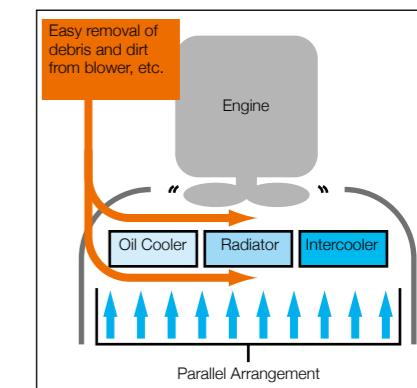 Easy removal of
debris and dirt
from blower, etc.
Engine
Oil Cooler
Radiator
Intercooler
Parallel Arrangement